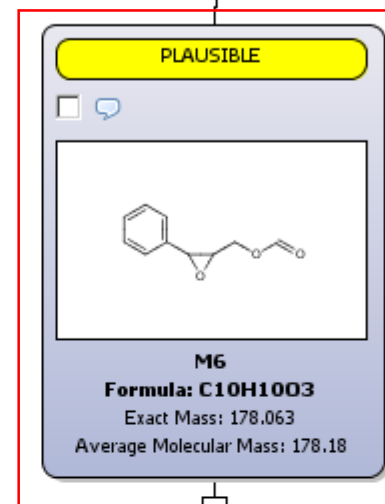 PLAUSIBLE
O
O
O
M6
Formula: C10H10O3
Exact Mass: 178.063
Average Molecular Mass: 178.18